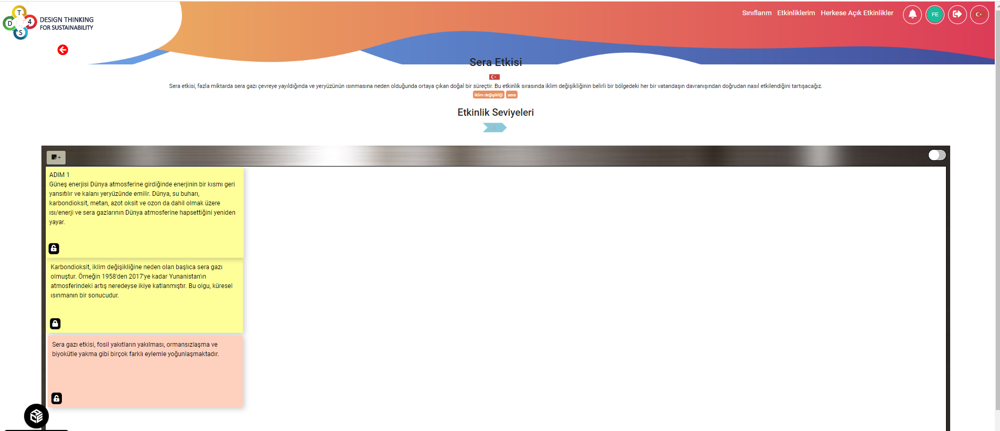 T
D 4
S
DESIGN THINKING
FOR SUSTAINABILITY
Sınıflarım Etkinliklerim Herkese Açık Etkinlikler
FE
Sera Etkisi
Sera etkisi, fazla miktarda sera gazı çevreye yayıldığında ve yeryüzünün ısınmasına neden olduğunda ortaya çıkan doğal bir süreçtir. Bu etkinlik sırasında iklim değişikliğinin belirli bir bölgedeki her bir vatandaşın davranışından doğrudan nasıl etkilendiğini tartışacağız.
iklim değişikliği sera
Etkinlik Seviyeleri
ADIM 1
Güneş enerjisi Dünya atmosferine girdiğinde enerjinin bir kısmı geri
yansıtılır ve kalanı yeryüzünde emilir. Dünya, su buharı,
karbondioksit, metan, azot oksit ve ozon da dahil olmak üzere
ısı/enerji ve sera gazlarının Dünya atmosferine hapsettiğini yeniden
yayar.
Karbondioksit, iklim değişikliğine neden olan başlıca sera gazı
olmuştur. Örneğin 1958'den 2017'ye kadar Yunanistan'ın
atmosferindeki artış neredeyse ikiye katlanmıştır. Bu olgu, küresel
ısınmanın bir sonucudur.
Sera gazı etkisi, fosil yakıtların yakılması, ormansızlaşma ve
biyokütle yakma gibi birçok farklı eylemle yoğunlaşmaktadır.